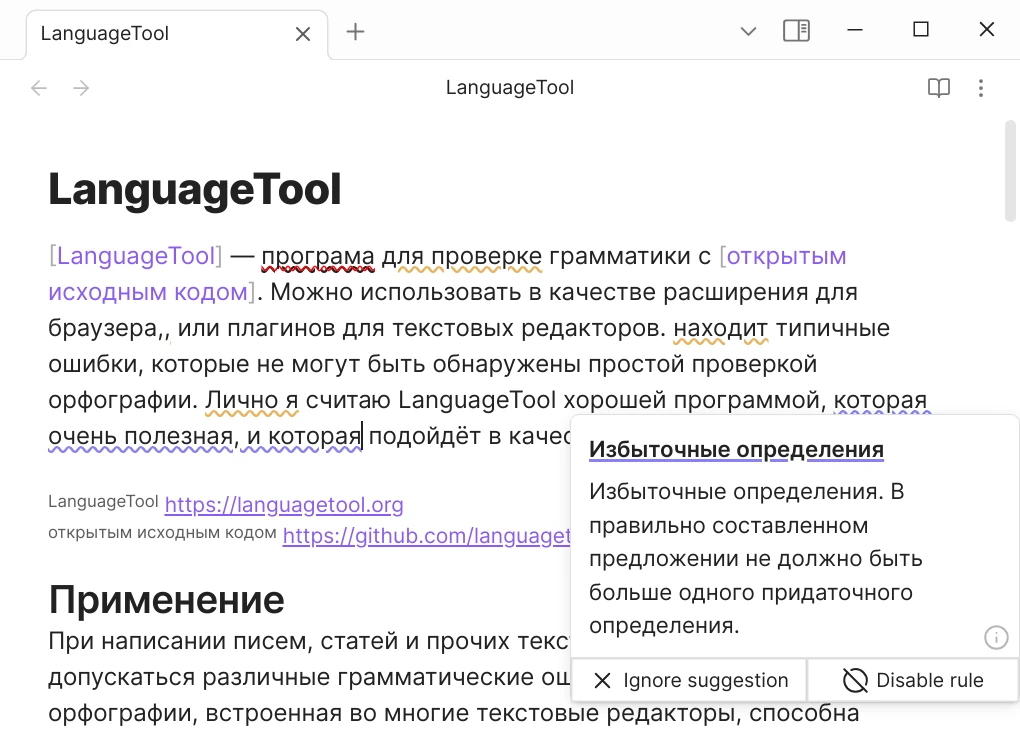 LanguageTool
LanguageTool
LanguageTool
[LanguageTool] — програма для проверке грамматики с [открытым
исходным кодом]. Можно использовать в качестве расширения для
браузера,, или плагинов для текстовых редакторов. находит типичные
ошибки, которые не могут быть обнаружены простой проверкой
орфографии. Лично я считаю LanguageTool хорошей программой, которая
очень полезная, и которая подойдёт в качес
LanguageTool https://languagetool.org
открытым исходным кодом https://github.com/languaget
Применение
При написании писем, статей и прочих текс
допускаться различные грамматические ош
орфографии, встроенная во многие текстовые редакторы, способна
Избыточные определения
Избыточные определения. В
правильно составленном
предложении не должно быть
больше одного придаточного
определения.
Ignore suggestion
Disable rule